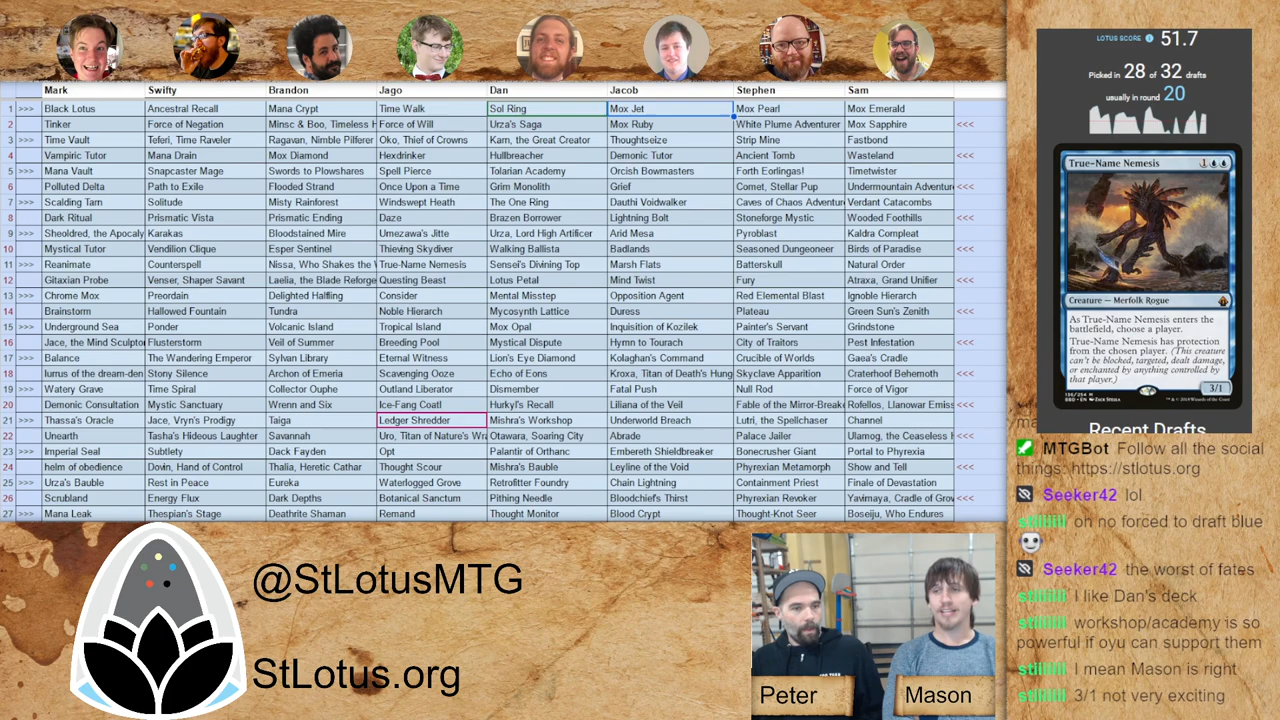 Mark Swifty Brandon Jago Dan Jacob Stephen Sam
1 >>> Black Lotus Ancestral Recall Mana Crypt Time Walk Sol Ring Mox Jet Mox Pearl Mox Emerald
2 Tinker Force of Negation Minsc & Boo, Timeless H Force of Will Urza's Saga Mox Ruby White Plume Adventurer Mox Sapphire <<<
3 >>> Time Vault Teferi, Time Raveler Ragavan, Nimble Pilferer Oko, Thief of Crowns Karn, the Great Creator Thoughtseize Strip Mine Fastbond
4 Vampiric Tutor Mana Drain Mox Diamond Hexdrinker Hullbreacher Demonic Tutor Ancient Tomb Wasteland <<<
5 >>> Mana Vault Snapcaster Mage Swords to Plowshares Spell Pierce Tolarian Academy Orcish Bowmasters Forth Eorlingas! Timetwister
6 Polluted Delta Path to Exile Flooded Strand Once Upon a Time Grim Monolith Grief Comet, Stellar Pup Undermountain Adventure <<<
7 >>> Scalding Tarn Solitude Misty Rainforest Windswept Heath The One Ring Dauthi Voidwalker Caves of Chaos Adventure Verdant Catacombs
8 Dark Ritual Prismatic Vista Prismatic Ending Daze Brazen Borrower Lightning Bolt Stoneforge Mystic Wooded Foothills <<<
9 >>> Sheoldred, the Apocaly Karakas Bloodstained Mire Umezawa's Jitte Urza, Lord High Artificer Arid Mesa Pyroblast Kaldra Compleat
10 Mystical Tutor Vendilion Clique Esper Sentinel Thieving Skydiver Walking Ballista Badlands Seasoned Dungeoneer Birds of Paradise <<<
11 >>> Reanimate Counterspell Nissa, Who Shakes the W True-Name Nemesis Sensei's Divining Top Marsh Flats Batterskull Natural Order
12 Gitaxian Probe Venser, Shaper Savant Laelia, the Blade Reforge Questing Beast Lotus Petal Mind Twist Fury Atraxa, Grand Unifier <<<
13 >>> Chrome Mox Preordain Delighted Halfling Consider Mental Misstep Opposition Agent Red Elemental Blast Ignoble Hierarch
14 Brainstorm Hallowed Fountain Tundra Noble Hierarch Mycosynth Lattice Duress Plateau Green Sun's Zenith <<<
15 >>> Underground Sea Ponder Volcanic Island Tropical Island Mox Opal Inquisition of Kozilek Painter's Servant Grindstone
16 Jace, the Mind Sculptor Flusterstorm Veil of Summer Breeding Pool Mystic Dispute Hymn to Tourach City of Traitors Pest Infestation <<<
17 >>> Balance The Wandering Emperor Sylvan Library Eternal Witness Lion's Eye Diamond Kolaghan's Command Crucible of Worlds Gaea's Cradle
18 lurrus of the dream-den Stony Silence Archon of Emeria Scavenging Ooze Echo of Eons Kroxa, Titan of Death's Hung Skyclave Apparition Craterhoof Behemoth <<<
19 >>> Watery Grave Time Spiral Collector Ouphe Outland Liberator Dismember Fatal Push Null Rod Force of Vigor
20 Demonic Consultation Mystic Sanctuary Wrenn and Six Ice-Fang Coatl Hurkyl's Recall Liliana of the Veil Fable of the Mirror-Breake Rofellos, Llanowar Emiss <<<
21 >>> Thassa's Oracle Jace, Vryn's Prodigy Taiga Ledger Shredder Mishra's Workshop Underworld Breach Lutri, the Spellchaser Channel
22 Unearth Tasha's Hideous Laughter Savannah Uro, Titan of Nature's Wra Otawara, Soaring City Abrade Palace Jailer Ulamog, the Ceaseless H <<<
23 >>> Imperial Seal Subtlety Dack Fayden Opt Palantir of Orthanc Embereth Shieldbreaker Bonecrusher Giant Portal to Phyrexia
24 helm of obedience Dovin, Hand of Control Thalia, Heretic Cathar Thought Scour Mishra's Bauble Leyline of the Void Phyrexian Metamorph Show and Tell <<<
25 >>> Urza's Bauble Rest in Peace Eureka Waterlogged Grove Retrofitter Foundry Chain Lightning Containment Priest Finale of Devastation
26 Scrubland Energy Flux Dark Depths Botanical Sanctum Pithing Needle Bloodchief's Thirst Phyrexian Revoker Yavimaya, Cradle of Grow <<<
27 >>> Mana Leak Thespian's Stage Deathrite Shaman Remand Thought Monitor Blood Crypt Thought-Knot Seer Boseiju, Who Endures
LOTUS SCORE 51.7
Picked in 28 of 32 drafts
usually in round 20
True-Name Nemesis 1
Creature — Merfolk Rogue
As True-Name Nemesis enters the
battlefield, choose a player.
True-Name Nemesis has protection
from the chosen player. (This creature
can't be blocked, targeted, dealt damage,
or enchanted by anything controlled by
that player.)
3/1
Recent Drafts
MTGBot Follow all the social
things: https://stlotus.org
Seeker42 lol
oh no forced to draft blue
Seeker42 the worst of fates
I like Dan's deck
workshop/academy is so
powerful if oyu can support them
I mean Mason is right
3/1 not very exciting
@StLotusMTG
StLotus.org
Peter
Mason